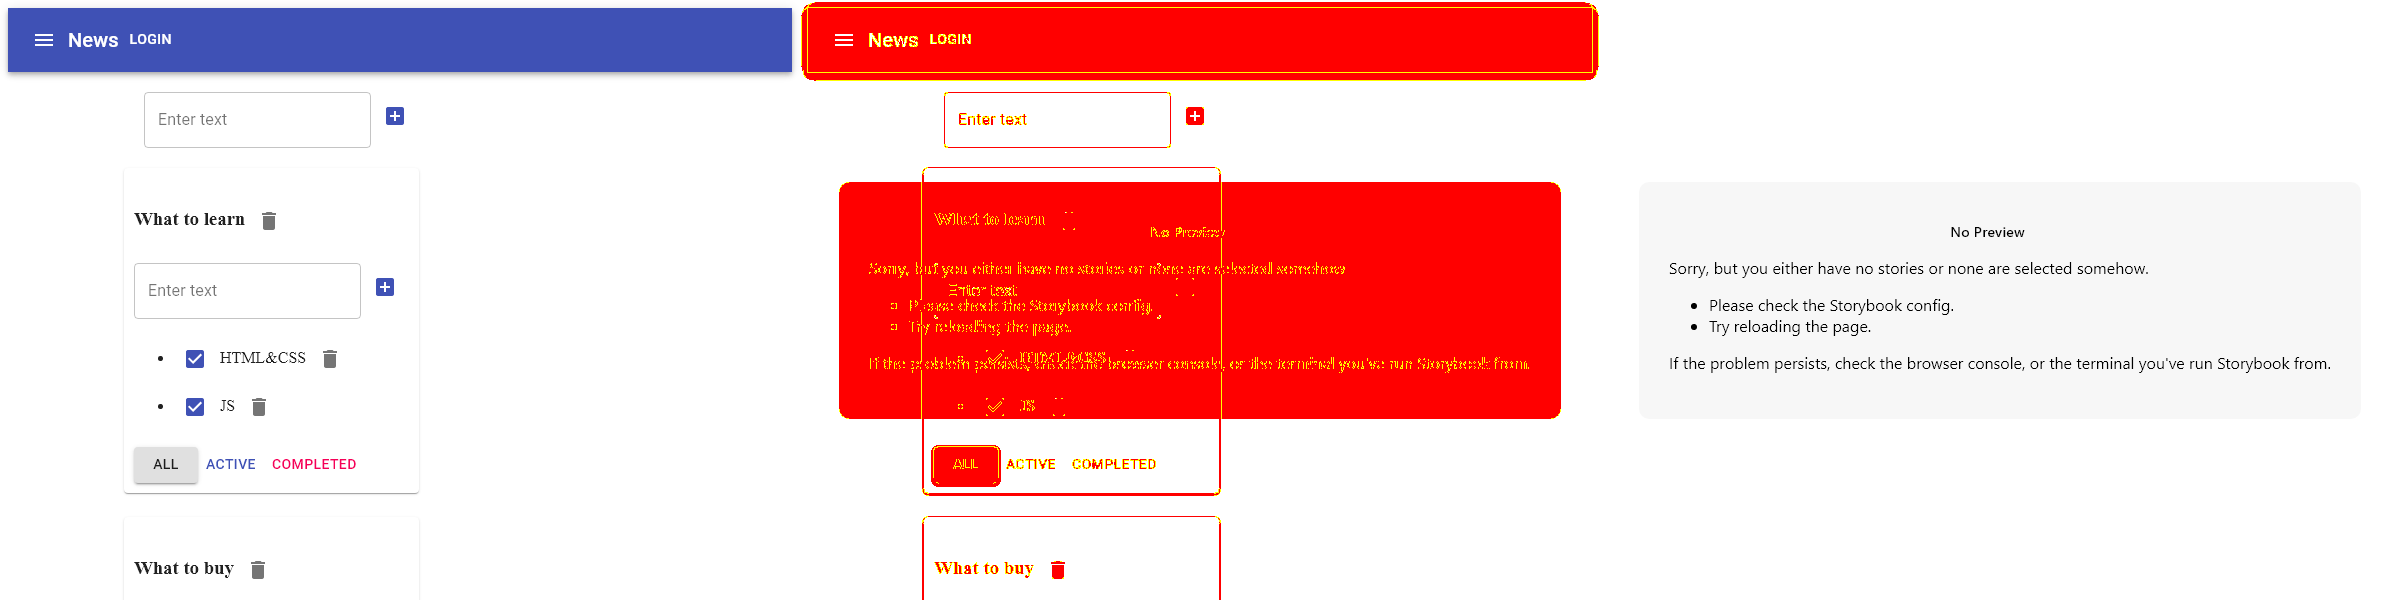 News LOGIN
Enter text
What to learn
Enter text
HTML&CSS
JS
ALL ACTIVE COMPLETED
What to buy
News LOGIN
Enter text
What to learn
No Preview
Sorry, but you either have no stories or none are selected somehow
Enter text
Please check the Storybook config.
Try reloading the page.
HTML&CSS
If the problem persists, check the browser console, or the terminal you've run Storybook from.
JS
ALL ACTIVE COMPLETED
What to buy
No Preview
Sorry, but you either have no stories or none are selected somehow.
Please check the Storybook config.
Try reloading the page.
If the problem persists, check the browser console, or the terminal you've run Storybook from.